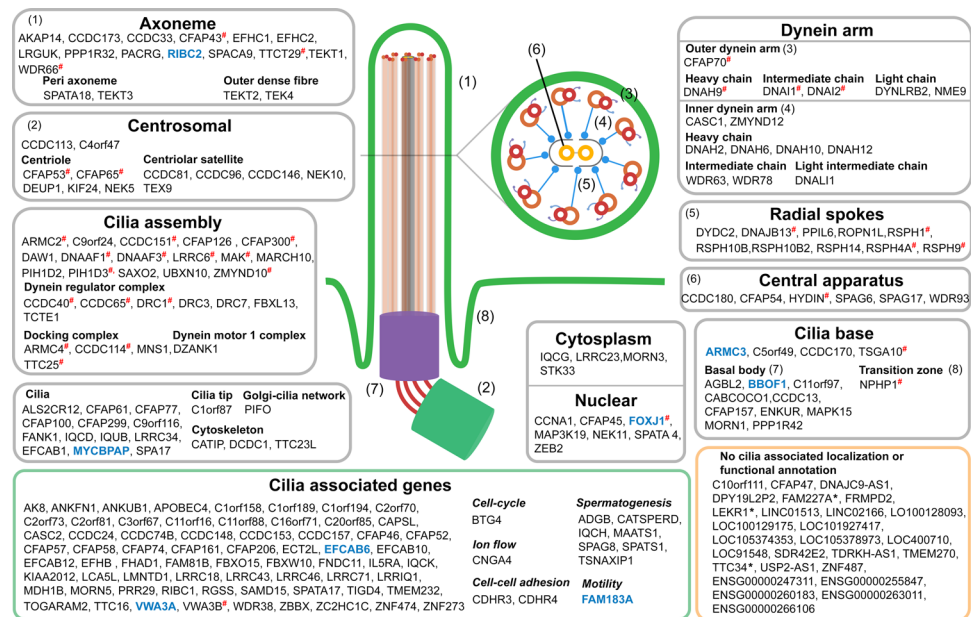 (1)
Axoneme
AKAP14, CCDC173, CCDC33, CFAP43#, EFHC1, EFHC2,
LRGUK, PPP1R32, PACRG, RIBC2, SPACA9, TTCT29#,TEKT1,
WDR66#
Peri axoneme
SPATA18, TEKT3
Outer dense fibre
TEKT2, TEK4
(2)
Centrosomal
CCDC113, C4orf47
Centriole
CFAP53#, CFAP65#
DEUP1, KIF24, NEK5
Centriolar satellite
CCDC81, CCDC96, CCDC146, NEK10,
TEX9
Cilia assembly
ARMC2#, C9orf24, CCDC151#, CFAP126 , CFAP300#,
DAW1, DNAAF1#, DNAAF3#, LRRC6#, MAK#, MARCH10,
PIH1D2, PIH1D3#, SAXO2, UBXN10, ZMYND10#
Dynein regulator complex
CCDC40#, CCDC65#, DRC1#, DRC3, DRC7, FBXL13,
TCTE1
Docking complex
ARMC4#, CCDC114#, MNS1,
TTC25#
Dynein motor 1 complex
DZANK1
Cilia
ALS2CR12, CFAP61, CFAP77,
CFAP100, CFAP299, C9orf116,
FANK1, IQCD, IQUB, LRRC34,
EFCAB1, MYCBPAP, SPA17
Cilia tip
C1orf87
Golgi-cilia network
PIFO
Cytoskeleton
CATIP, DCDC1, TTC23L
(6)
(1)
(3)
(4)
(5)
(8)
(7)
(2)
Dynein arm
Outer dynein arm (3)
CFAP70#
Heavy chain
DNAH9#
Intermediate chain
DNAI1#, DNAI2#
Light chain
DYNLRB2, NME9
Inner dynein arm (4)
CASC1, ZMYND12
Heavy chain
DNAH2, DNAH6, DNAH10, DNAH12
Intermediate chain
WDR63, WDR78
Light intermediate chain
DNALI1
(5)
Radial spokes
DYDC2, DNAJB13#, PPIL6,ROPN1L,RSPH1#,
RSPH10B,RSPH10B2, RSPH14, RSPH4A#, RSPH9#
(6)
Central apparatus
CCDC180, CFAP54, HYDIN#, SPAG6, SPAG17, WDR93
Cytoplasm
IQCG, LRRC23,MORN3,
STK33
Nuclear
CCNA1, CFAP45, FOXJ1#,
MAP3K19, NEK11, SPATA 4,
ZEB2
Cilia base
ARMC3, C5orf49, CCDC170, TSGA10#
Basal body (7)
AGBL2, BBOF1, C11orf97,
CABCOCO1,CCDC13,
CFAP157, ENKUR, MAPK15
MORN1, PPP1R42
Transition zone (8)
NPHP1#
Cilia associated genes
AK8, ANKFN1, ANKUB1, APOBEC4, C1orf158, C1orf189, C1orf194, C2orf70,
C2orf73, C2orf81, C3orf67, C11orf16, C11orf88, C16orf71, C20orf85, CAPSL,
CASC2, CCDC24, CCDC74B, CCDC148, CCDC153, CCDC157, CFAP46, CFAP52,
CFAP57, CFAP58, CFAP74, CFAP161, CFAP206, ECT2L, EFCAB6, EFCAB10,
EFCAB12, EFHB , FHAD1, FAM81B, FBXO15, FBXW10, FNDC11, IL5RA, IQCK,
KIAA2012, LCA5L, LMNTD1, LRRC18, LRRC43, LRRC46, LRRC71, LRRIQ1,
MDH1B, MORN5, PRR29, RIBC1, RGSS, SAMD15, SPATA17, TIGD4, TMEM232,
TOGARAM2, TTC16, VWA3A, VWA3B#, WDR38, ZBBX, ZC2HC1C, ZNF474, ZNF273
Cell-cycle
BTG4
Ion flow
CNGA4
Cell-cell adhesion
CDHR3, CDHR4
Spermatogenesis
ADGB, CATSPERD,
IQCH, MAATS1,
SPAG8, SPATS1,
TSNAXIP1
Motility
FAM183A
No cilia associated localization or
functional annotation
C10orf111, CFAP47, DNAJC9-AS1,
DPY19L2P2, FAM227A*, FRMPD2,
LEKR1*, LINC01513, LINC02166, LO100128093,
LOC100129175, LOC101927417,
LOC105374353, LOC105378973, LOC400710,
LOC91548, SDR42E2, TDRKH-AS1, TMEM270,
TTC34*, USP2-AS1, ZNF487,
ENSG00000247311, ENSG00000255847,
ENSG00000260183, ENSG00000263011,
ENSG00000266106